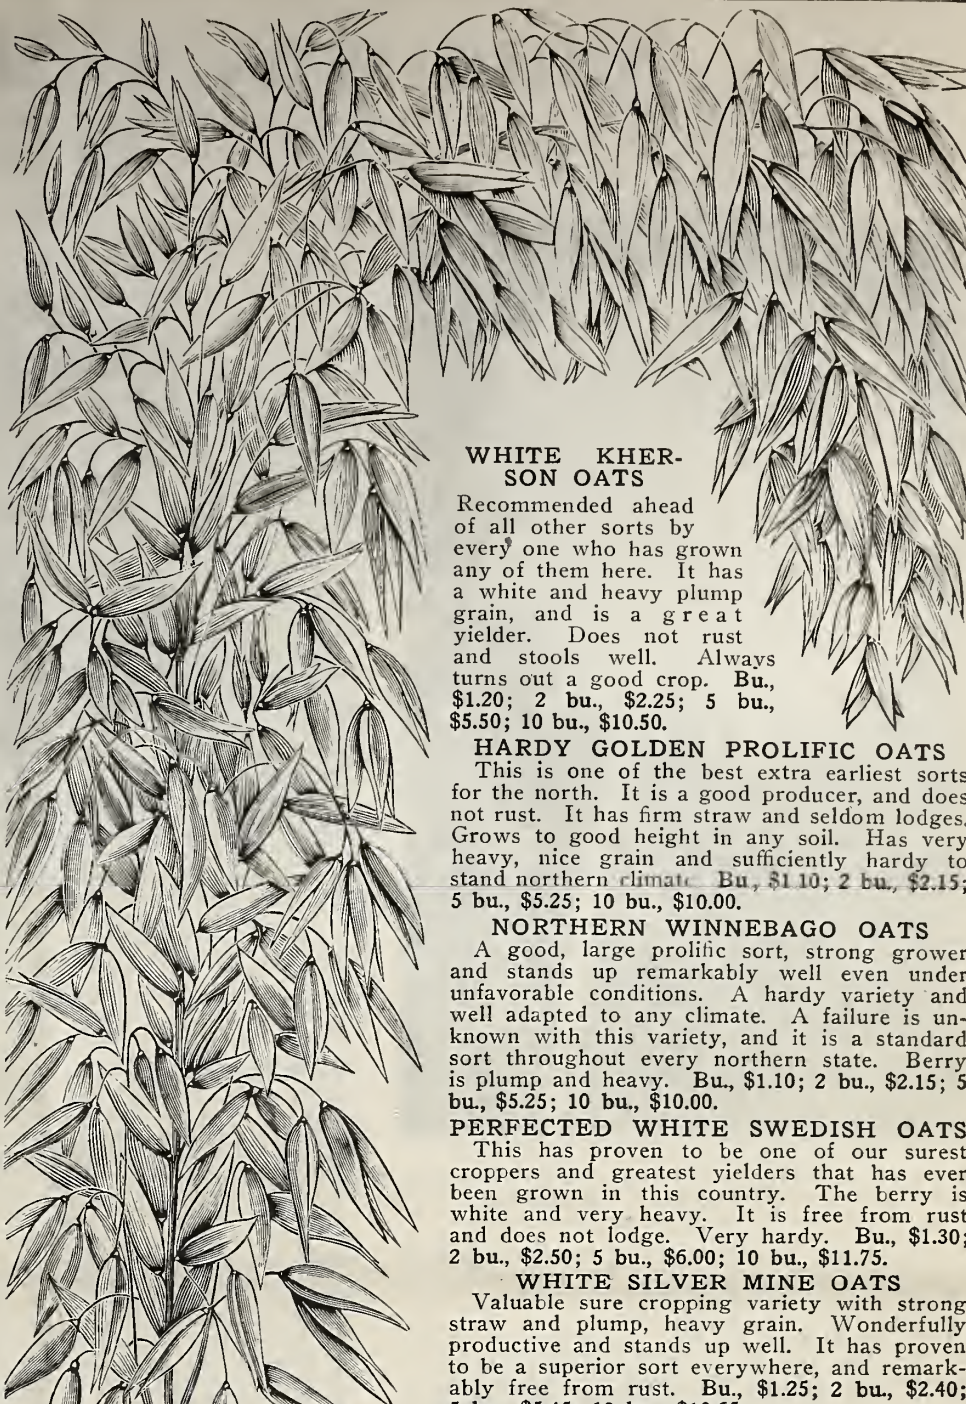 WHITE KHER-
SON OATS
Recommended ahead
of all other sorts by
every one who has grown
any of them here. It has
a white and heavy plump
grain, and is a great
yielder. Does not rust
and stools well. Always
turns out a good crop. Bu.,
$1.20; 2 bu., $2.25; 5 bu.,
$5.50; 10 bu., $10.50.
HARDY GOLDEN PROLIFIC OATS
This is one of the best extra earliest sorts
for the north. It is a good producer, and does
not rust. It has firm straw and seldom lodges.
Grows to good height in any soil. Has very
heavy, nice grain and sufficiently hardy to
stand northern climate. Bu., $1.10; 2 bu., $2.15;
5 bu., $5.25; 10 bu., $10.00.
NORTHERN WINNEBAGO OATS
A good, large prolific sort, strong grower
and stands up remarkably well even under
unfavorable conditions. A hardy variety and
well adapted to any climate. A failure is un-
known with this variety, and it is a standard
sort throughout every northern state. Berry
is plump and heavy. Bu., $1.10; 2 bu., $2.15; 5
bu., $5.25; 10 bu., $10.00.
PERFECTED WHITE SWEDISH OATS
This has proven to be one of our surest
croppers and greatest yielders that has ever
been grown in this country. The berry is
white and very heavy. It is free from rust
and does not lodge. Very hardy. Bu., $1.30;
2 bu., $2.50; 5 bu., $6.00; 10 bu., $11.75.
WHITE SILVER MINE OATS
Valuable sure cropping variety with strong
straw and plump, heavy grain. Wonderfully
productive and stands up well. It has proven
to be a superior sort everywhere, and remark-
ably free from rust. Bu., $1.25; 2 bu., $2.40;